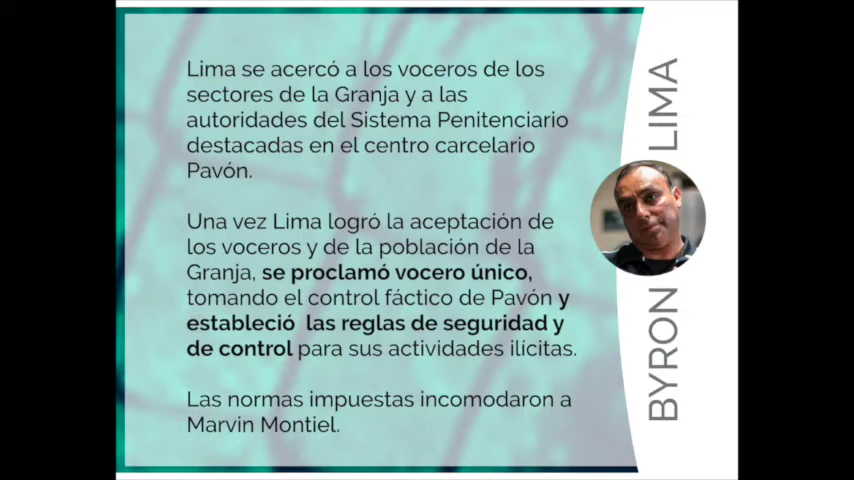 Lima se acercó a los voceros de los
sectores de la Granja y a las
autoridades del Sistema Penitenciario
destacadas en el centro carcelario
Pavón.
Una vez Lima logró la aceptación de
los voceros y de la población de la
Granja, se proclamó vocero único,
tomando el control fáctico de Pavón y
estableció las reglas de seguridad y
de control para sus actividades ilícitas.
Las normas impuestas incomodaron a
Marvin Montiel.
BYRON LIMA